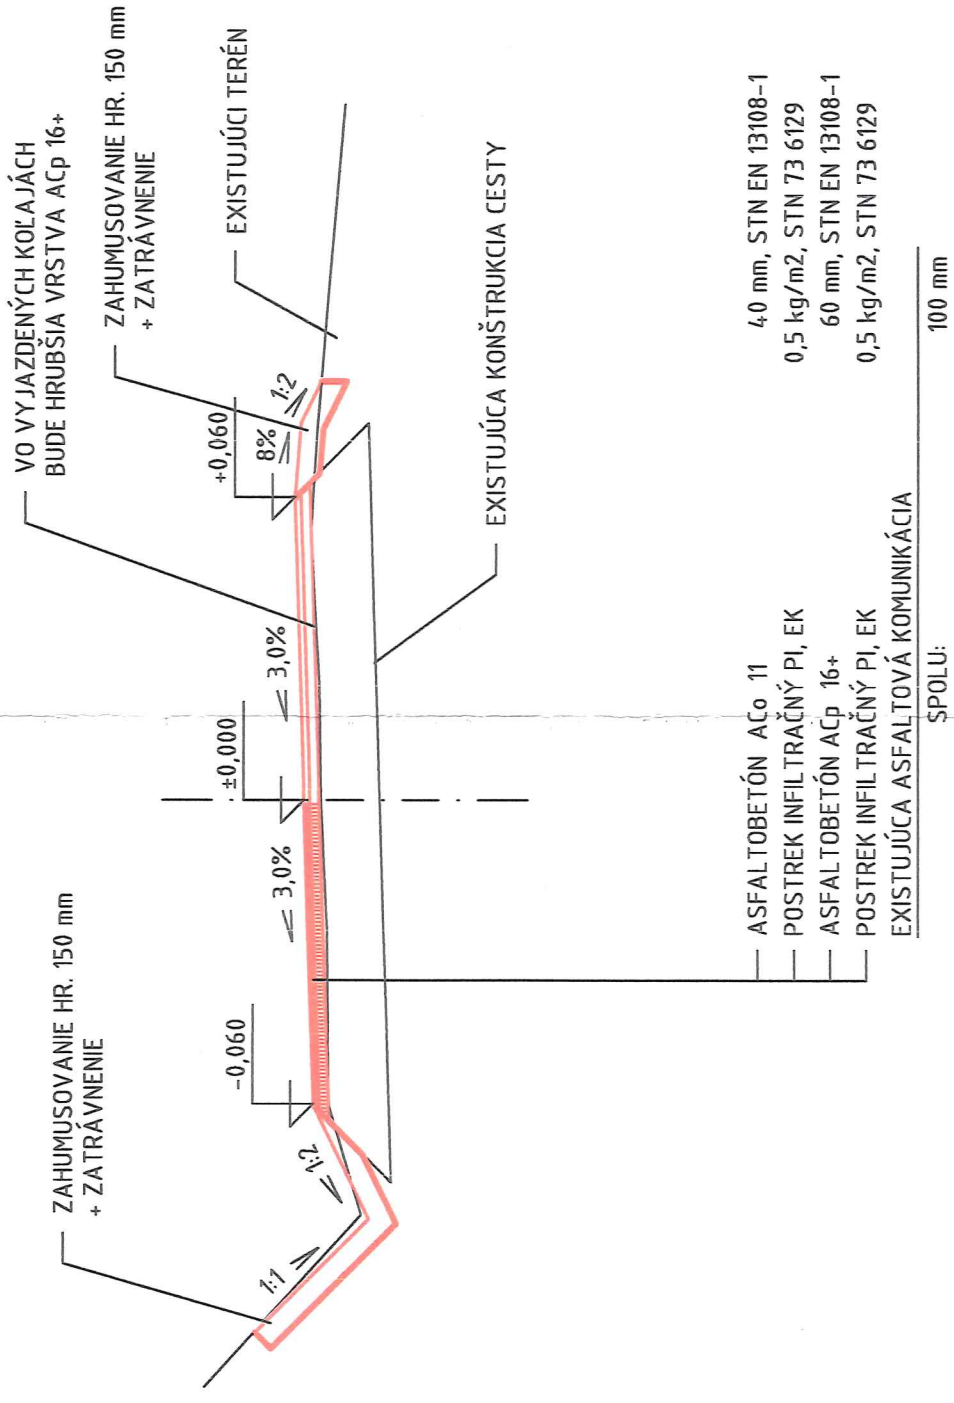 ZAHUMUSOVANIE HR. 150 mm
+ ZATRÁVNENIE
VO VYJAZDENÝCH KOĽAJÁCH
BUDE HRUBŠIA VRSTVA ACp 16+
ZAHUMUSOVANIE HR. 150 mm
+ ZATRÁVNENIE
EXISTUJÚCI TERÉN
-0,060
±0,000
+0,060
1:1
1:2
3,0%
3,0%
8%
1:2
EXISTUJÚCA KONŠTRUKCIA CESTY
ASFALTOBETÓN ACo 11 40 mm, STN EN 13108-1
POSTREK INFILTRAČNÝ PI, EK 0,5 kg/m2, STN 73 6129
ASFALTOBETÓN ACp 16+ 60 mm, STN EN 13108-1
POSTREK INFILTRAČNÝ PI, EK 0,5 kg/m2, STN 73 6129
EXISTUJÚCA ASFALTOVÁ KOMUNIKÁCIA
SPOLU: 100 mm